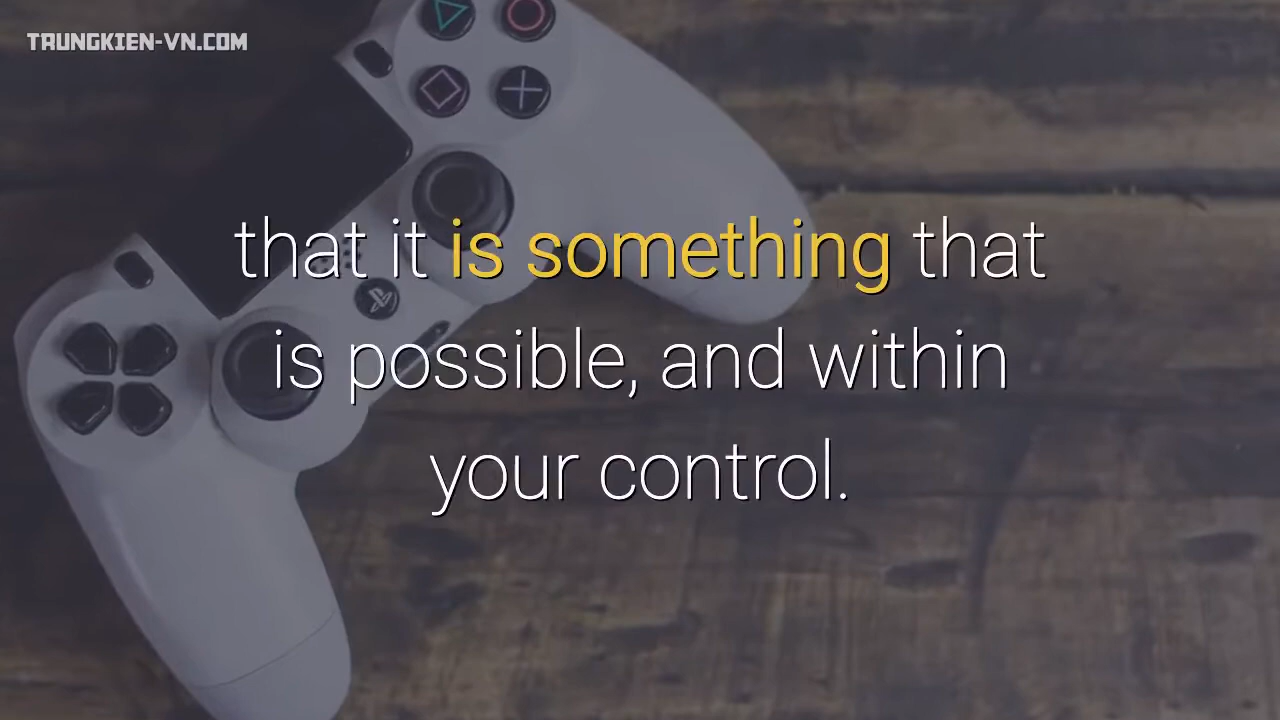 TRUNGKIEN-VN.COM
that it is something that
is possible, and within
your control.